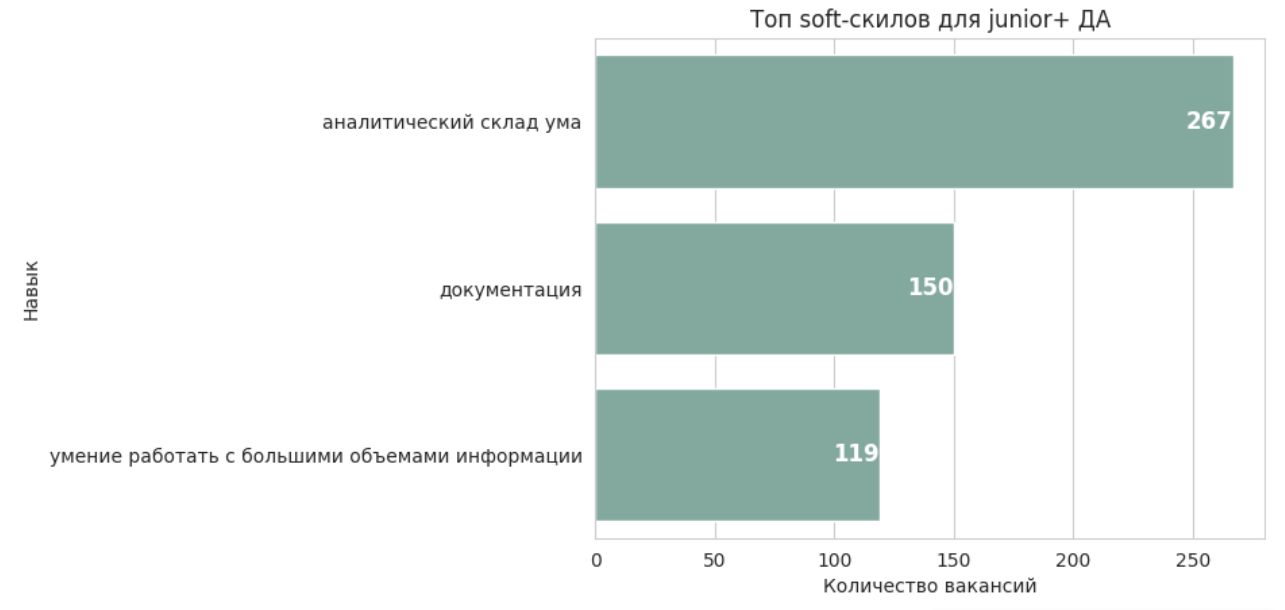 Топ soft-скилов для junior+ ДА
аналитический склад ума
267
Навык
документация
150
умение работать с большими объемами информации
119
0 50 100 150 200 250
Количество вакансий